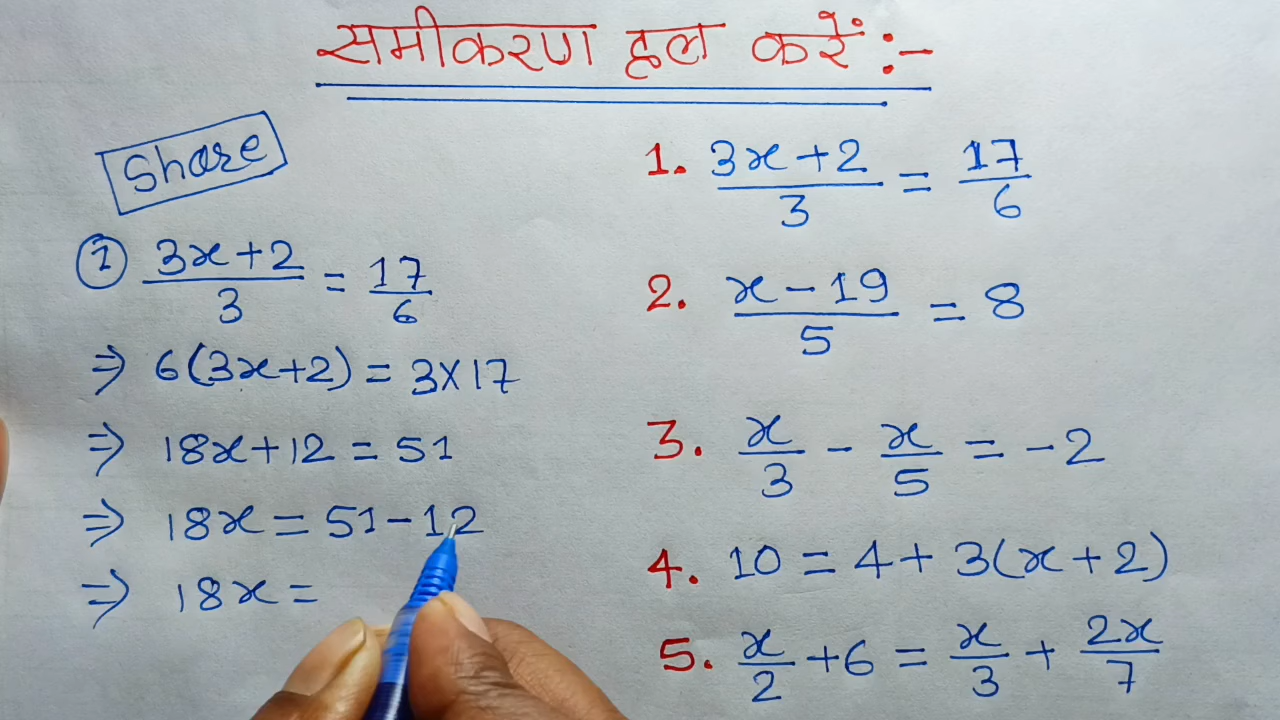 समीकरण हल करें:-
Share
① (3x+2)/3 = 17/6
⇒ 6(3x+2) = 3×17
⇒ 18x+12 = 51
⇒ 18x = 51-12
⇒ 18x =
1. (3x+2)/3 = 17/6
2. (x-19)/5 = 8
3. x/3 - x/5 = -2
4. 10 = 4+3(x+2)
5. x/2 +6 = x/3 + 2x/7